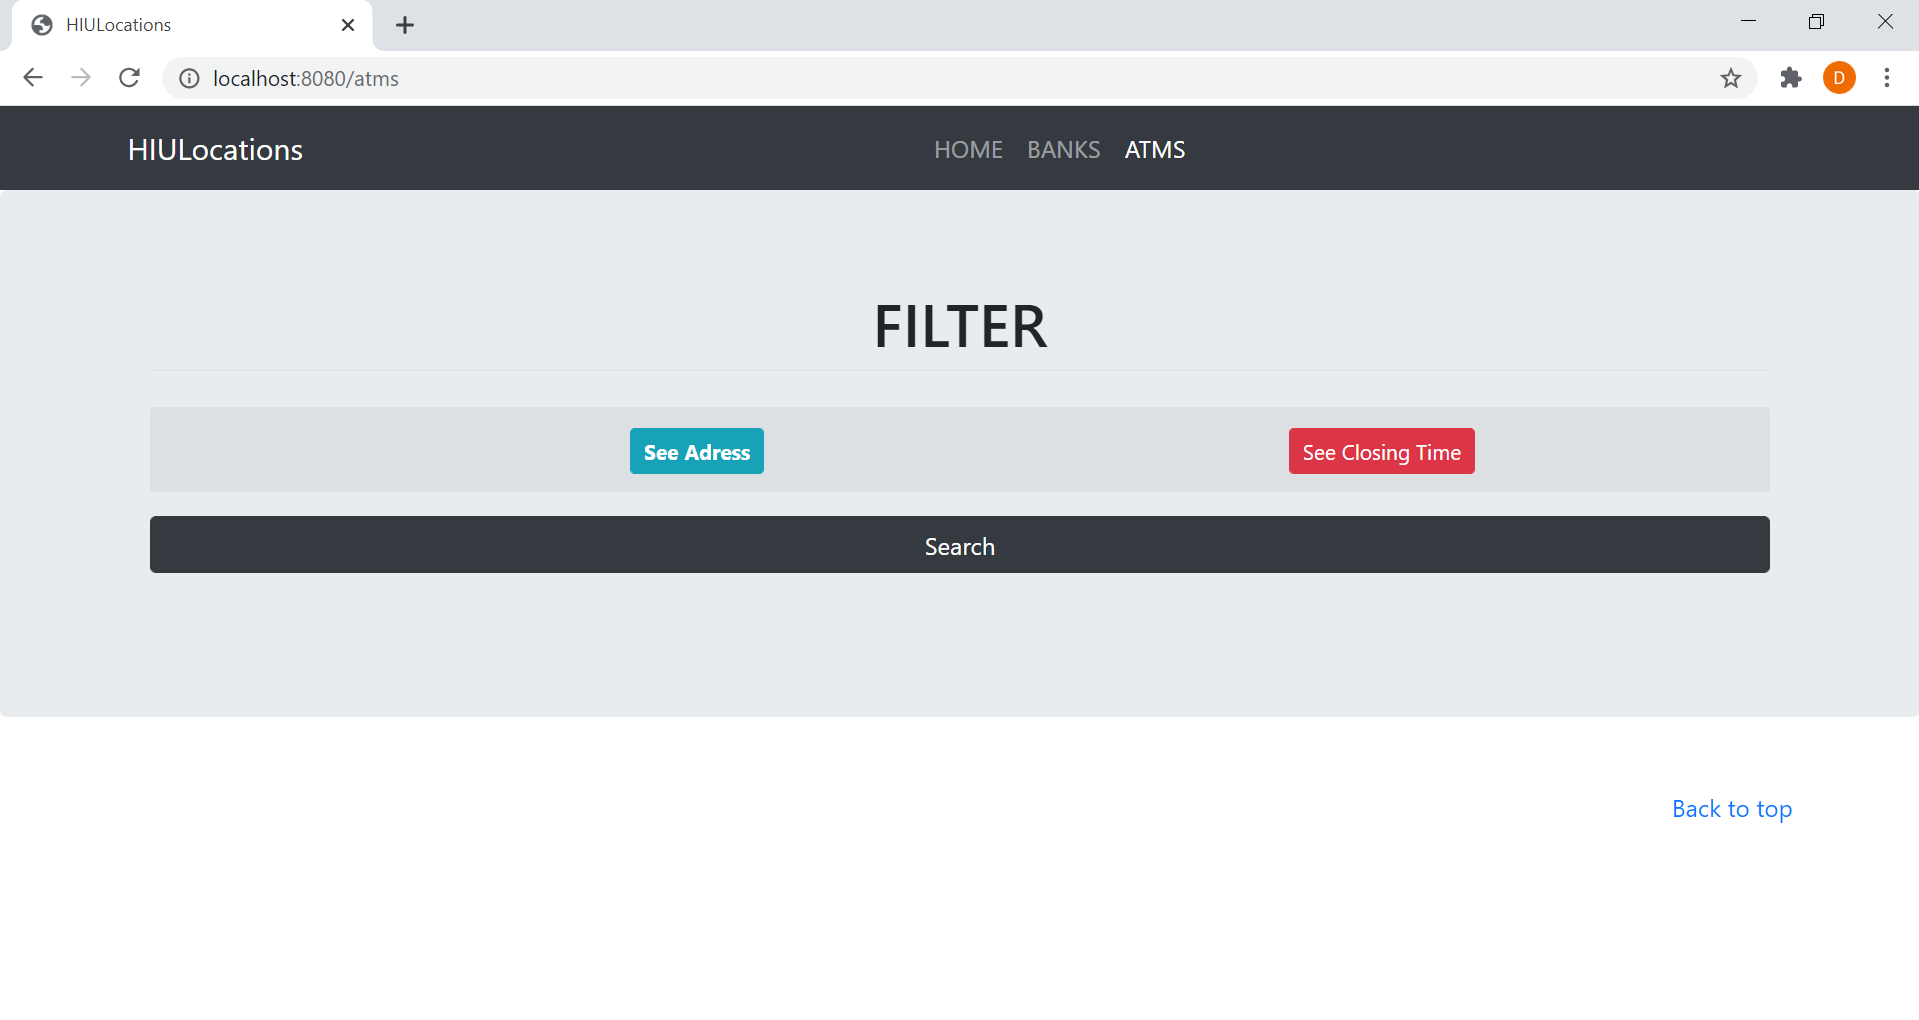 HIULocations
localhost:8080/atms
D
HIULocations
HOME BANKS ATMS
FILTER
See Adress See Closing Time
Search
Back to top